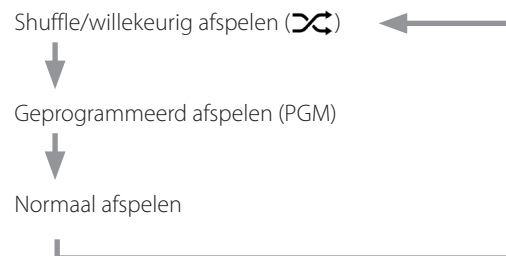 Shuffle/willekeurig afspelen (🔀)
Geprogrammeerd afspelen (PGM)
Normaal afspelen